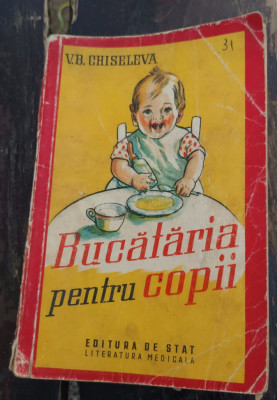 V.B. CHISELEVA
31
Bucătăria
pentru copii
EDITURA DE STAT
LITERATURA MEDICALA